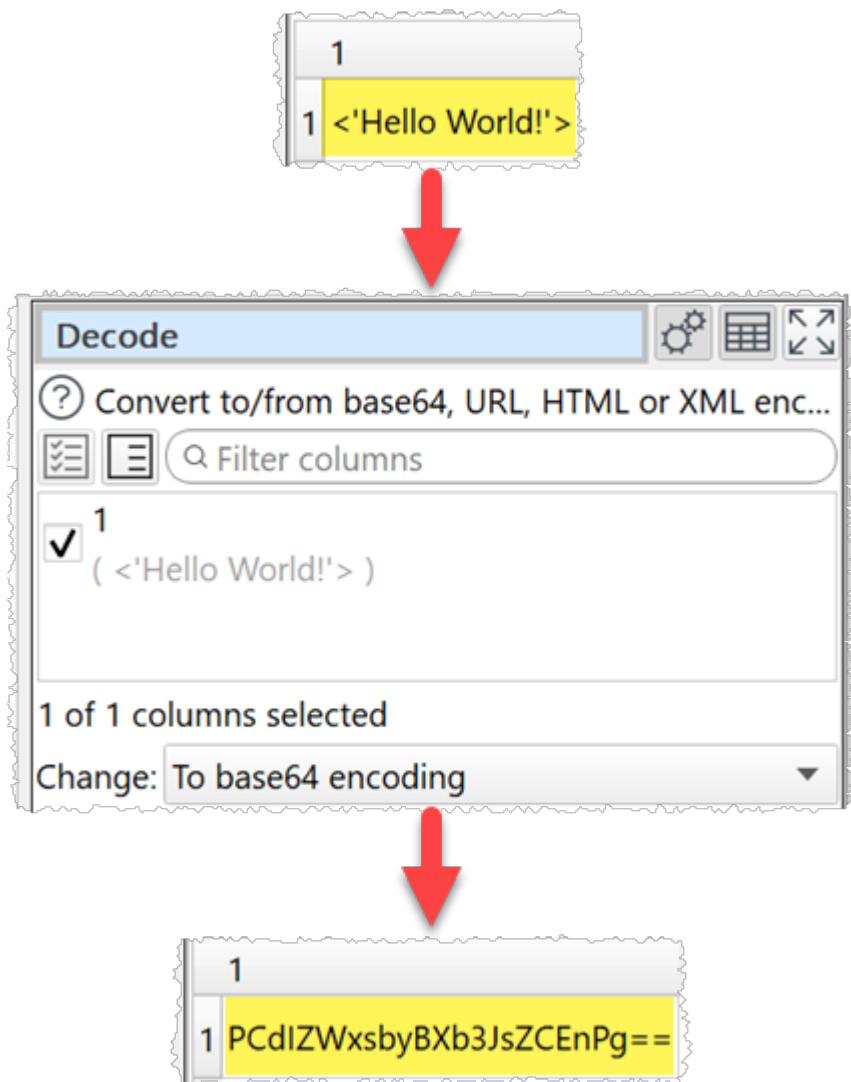 1
1 <'Hello World!'>
Decode
? Convert to/from base64, URL, HTML or XML enc...
Filter columns
1
( <'Hello World!'> )
1 of 1 columns selected
Change: To base64 encoding
1
1 PCdIZWxsbyBXb3JsZCEnPg==